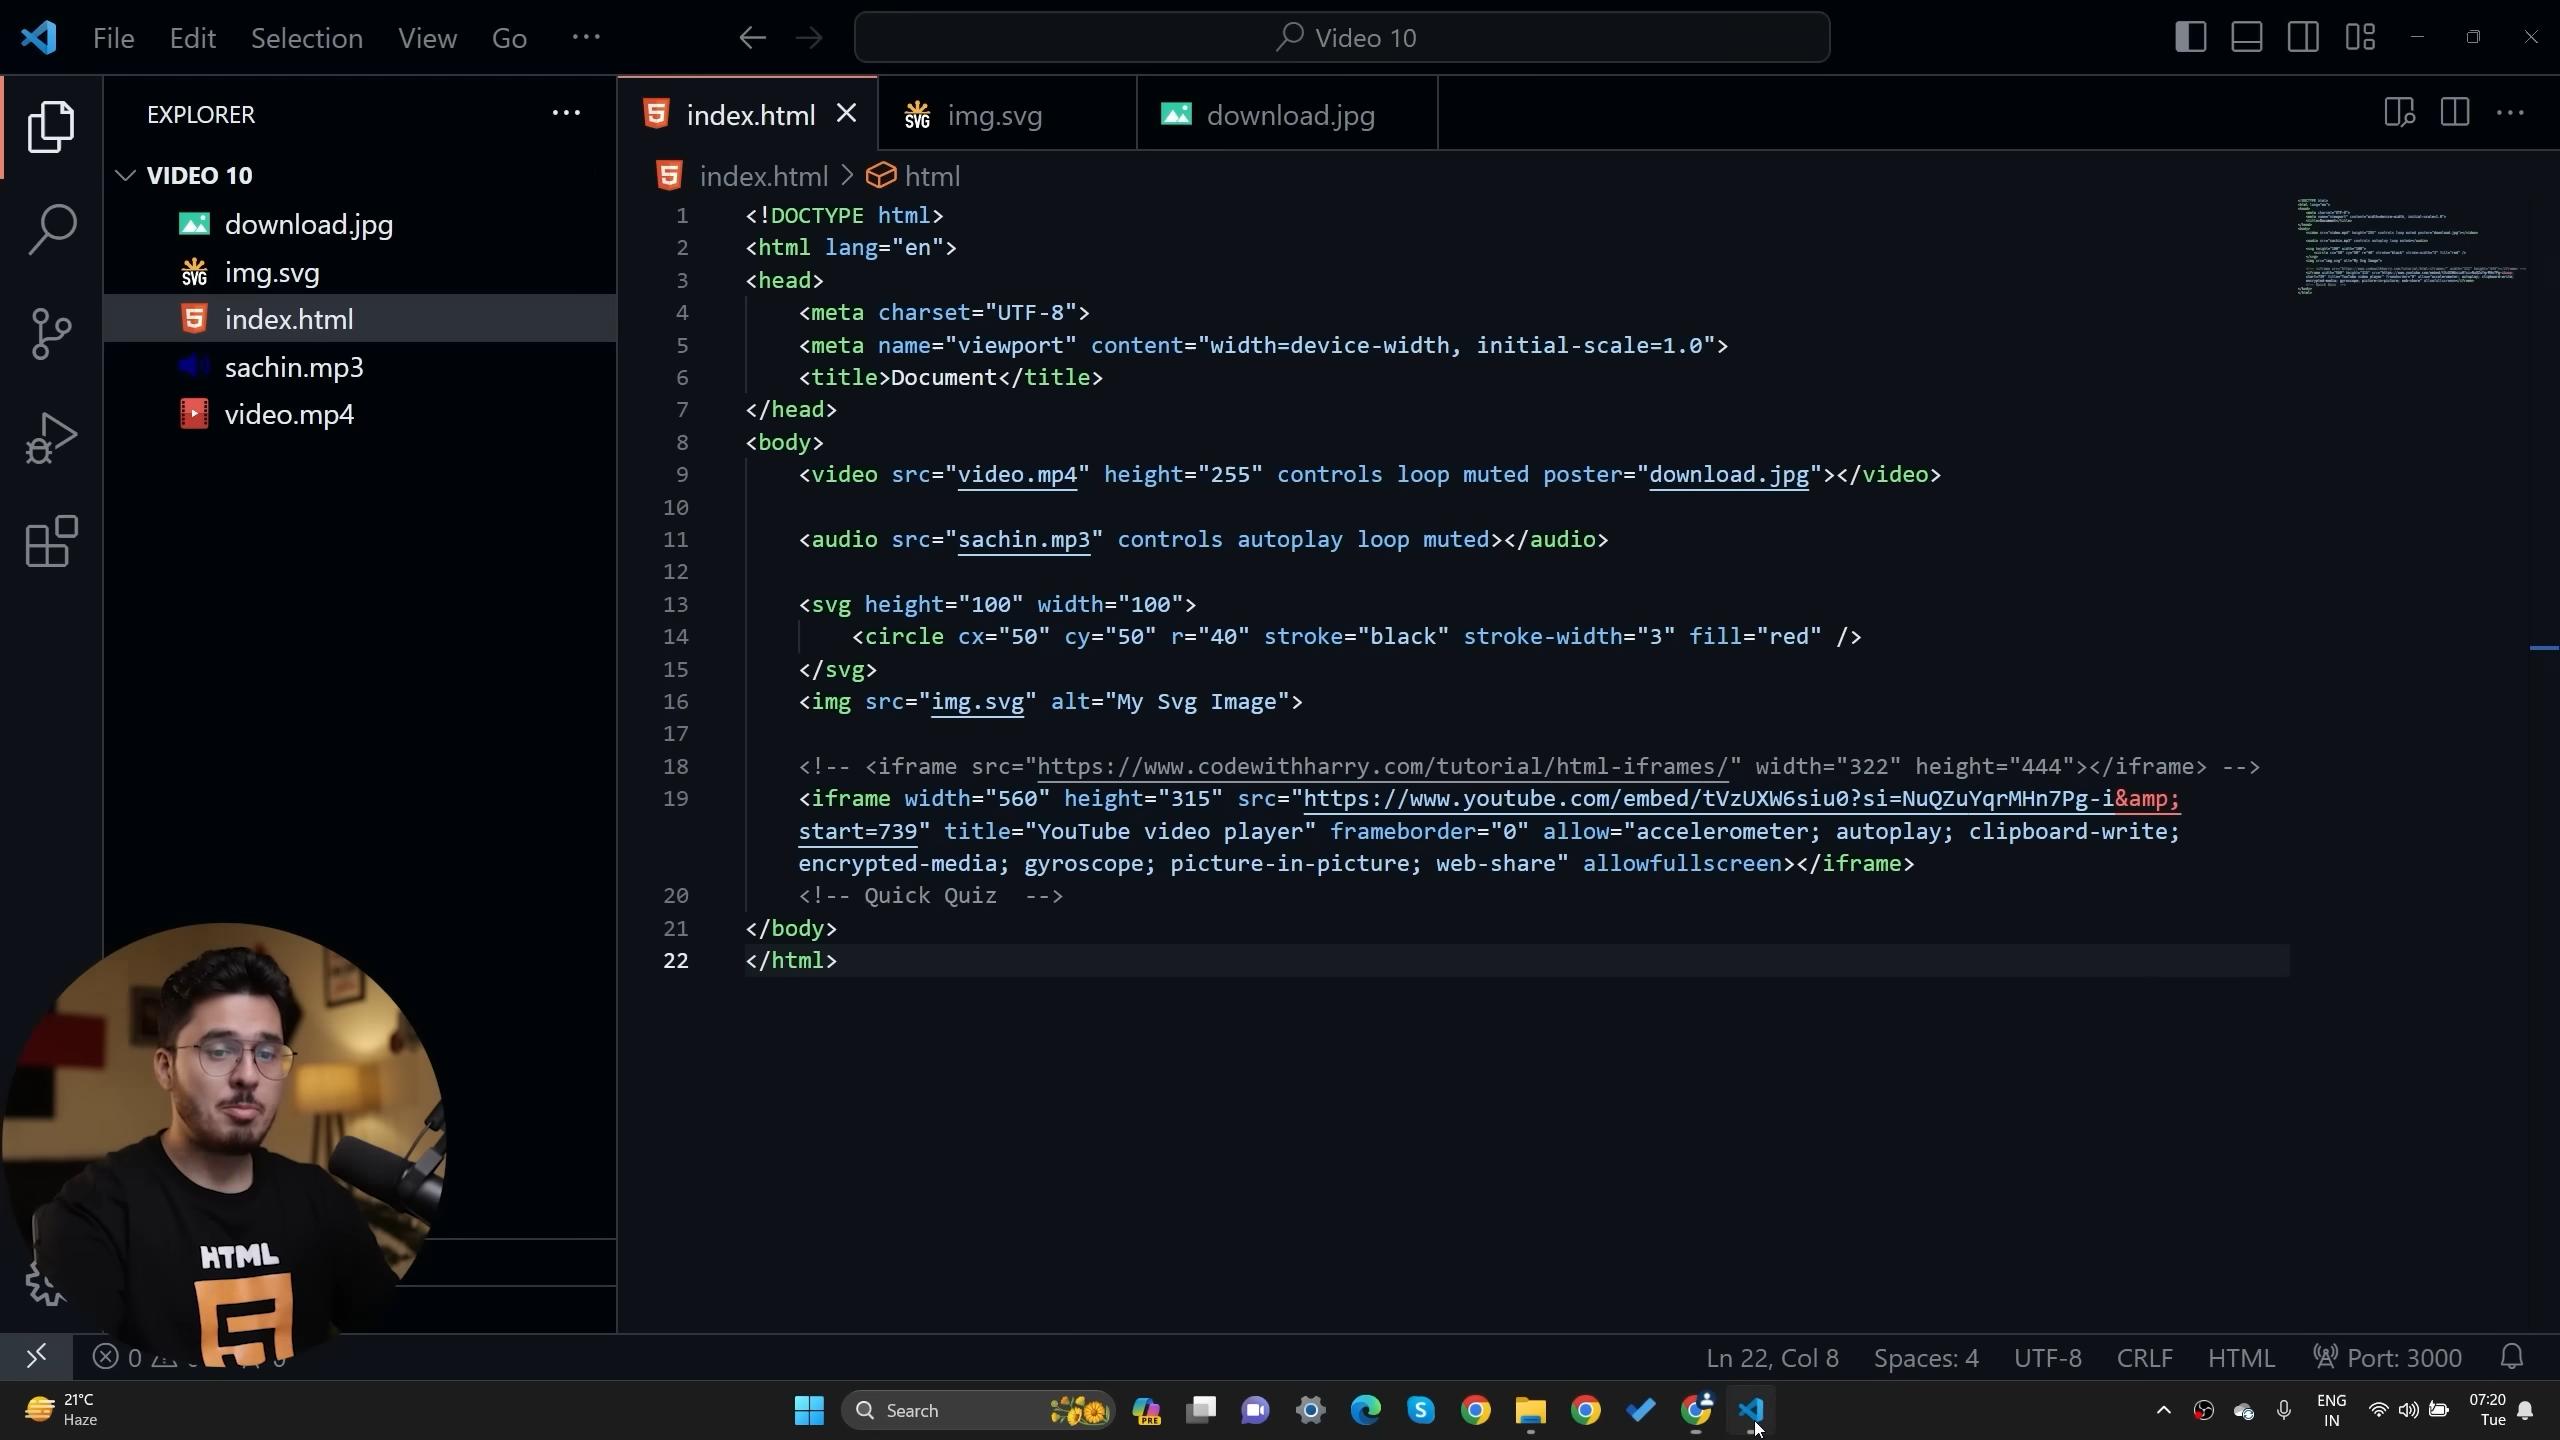 File Edit Selection View Go ···
Video 10
EXPLORER
VIDEO 10
download.jpg
img.svg
index.html
sachin.mp3
video.mp4
index.html
img.svg
download.jpg
index.html > html
1 <!DOCTYPE html>
2 <html lang="en">
3 <head>
4 <meta charset="UTF-8">
5 <meta name="viewport" content="width=device-width, initial-scale=1.0">
6 <title>Document</title>
7 </head>
8 <body>
9 <video src="video.mp4" height="255" controls loop muted poster="download.jpg"></video>
10
11 <audio src="sachin.mp3" controls autoplay loop muted></audio>
12
13 <svg height="100" width="100">
14 <circle cx="50" cy="50" r="40" stroke="black" stroke-width="3" fill="red" />
15 </svg>
16 <img src="img.svg" alt="My Svg Image">
17
18 <!-- <iframe src="https://www.codewithharry.com/tutorial/html-iframes/" width="322" height="444"></iframe> -->
19 <iframe width="560" height="315" src="https://www.youtube.com/embed/tVzUXW6siu0?si=NuQZuYqrMHn7Pg-i&amp;
start=739" title="YouTube video player" frameborder="0" allow="accelerometer; autoplay; clipboard-write;
encrypted-media; gyroscope; picture-in-picture; web-share" allowfullscreen></iframe>
20 <!-- Quick Quiz  -->
21 </body>
22 </html>
HTML
0
Ln 22, Col 8 Spaces: 4 UTF-8 CRLF HTML Port: 3000
21°C
Haze
Search
PRE
ENG
IN
07:20
Tue